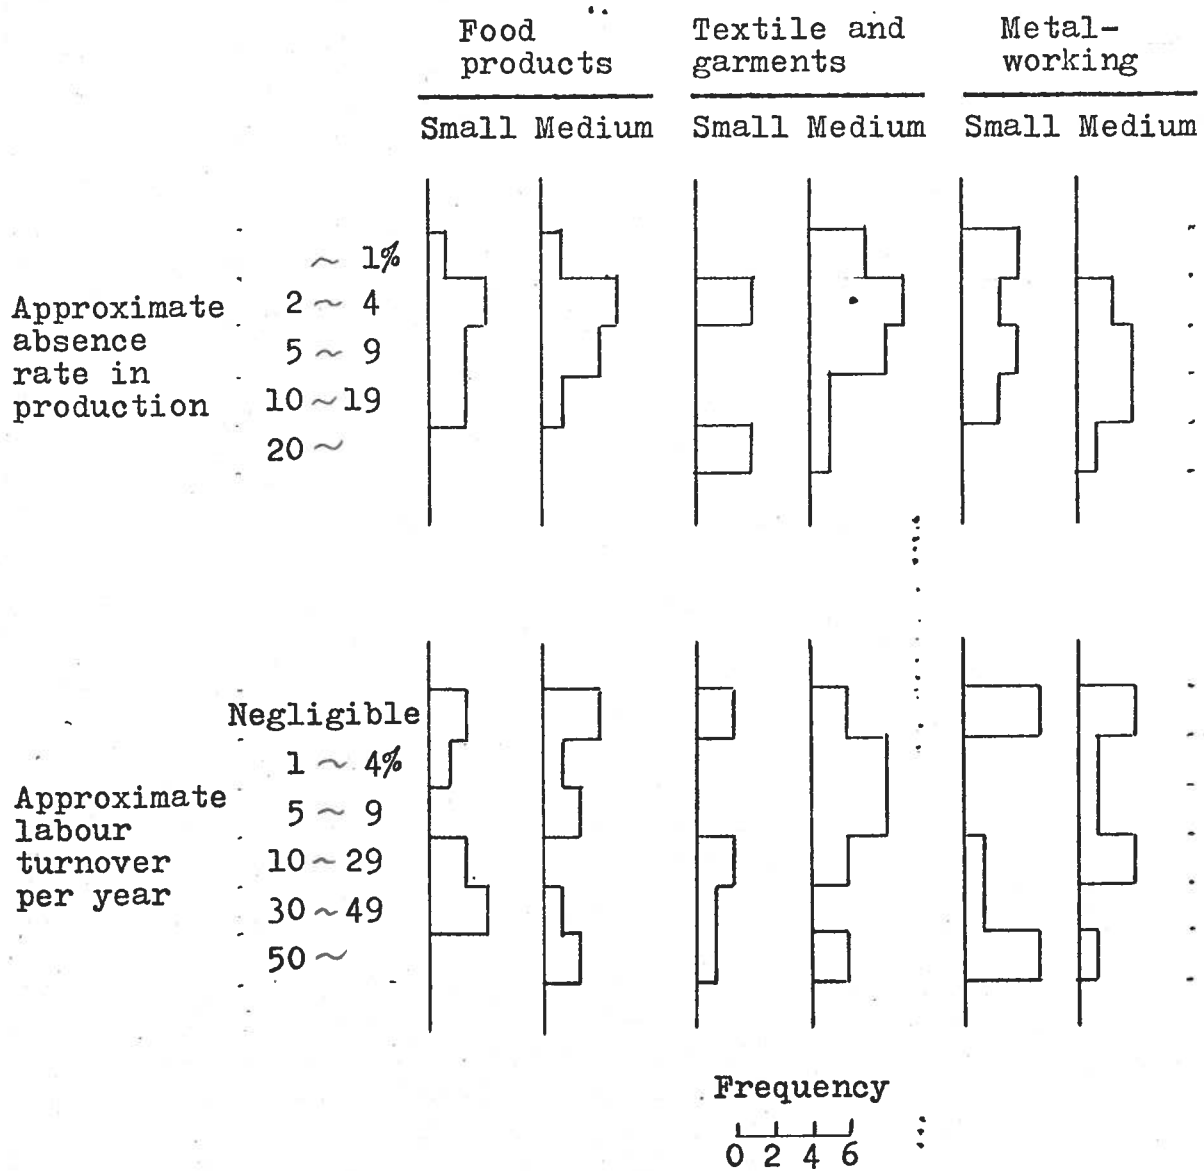 Food Textile and Metal-
products garments working
Small Medium Small Medium Small Medium
~ 1%
Approximate 2 ~ 4
absence 5 ~ 9
rate in
production 10 ~ 19
20 ~
Negligible
1 ~ 4%
Approximate 5 ~ 9
labour
turnover 10 ~ 29
per year 30 ~ 49
50 ~
Frequency
0 2 4 6